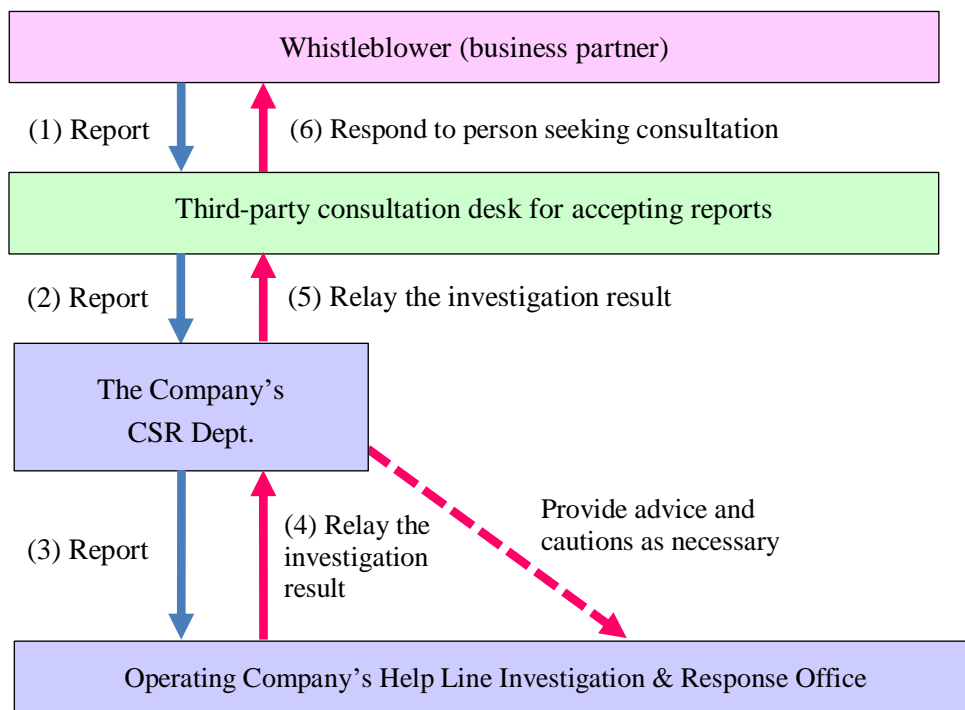 Whistleblower (business partner)
(1) Report
(6) Respond to person seeking consultation
Third-party consultation desk for accepting reports
(2) Report
(5) Relay the investigation result
The Company’s
CSR Dept.
(3) Report
(4) Relay the
investigation
result
Provide advice and
cautions as necessary
Operating Company’s Help Line Investigation & Response Office